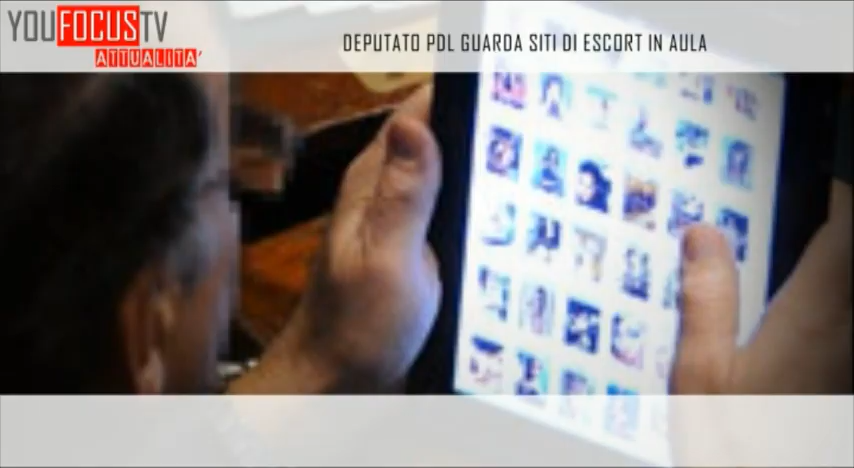 YOUFOCUSTV
ATTUALITA'
DEPUTATO PDL GUARDA SITI DI ESCORT IN AULA